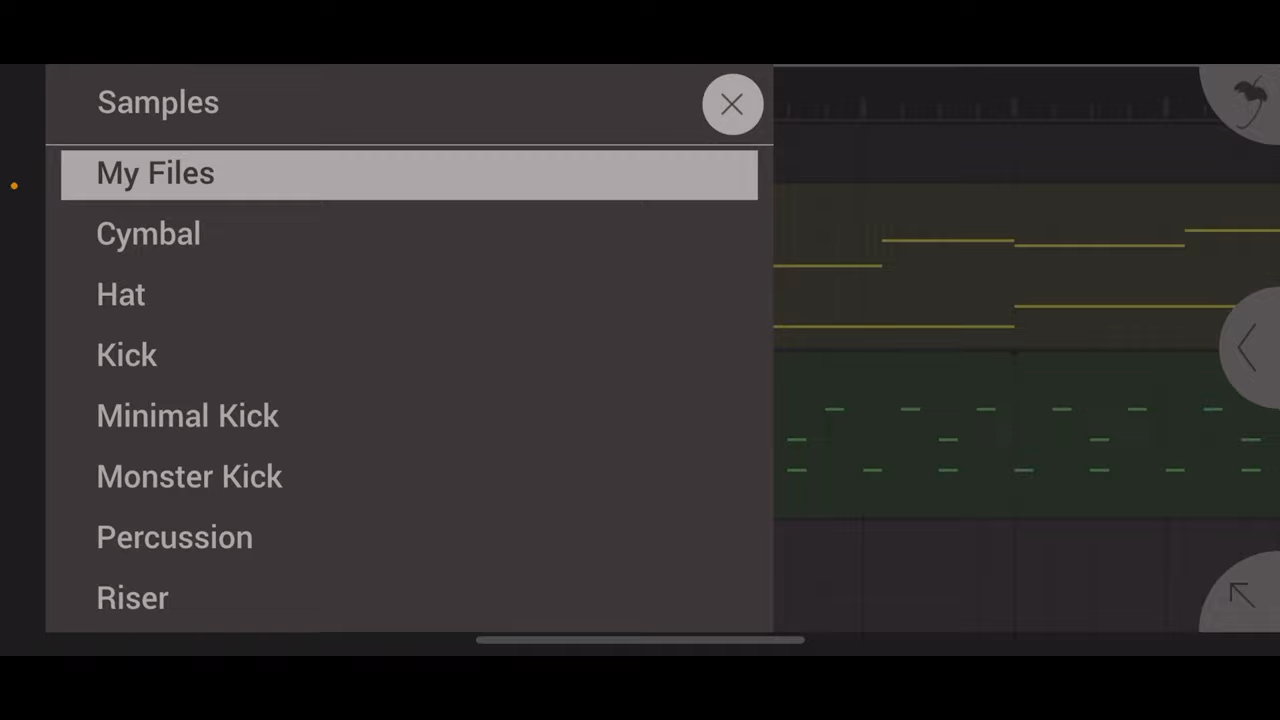 Samples
My Files
Cymbal
Hat
Kick
Minimal Kick
Monster Kick
Percussion
Riser